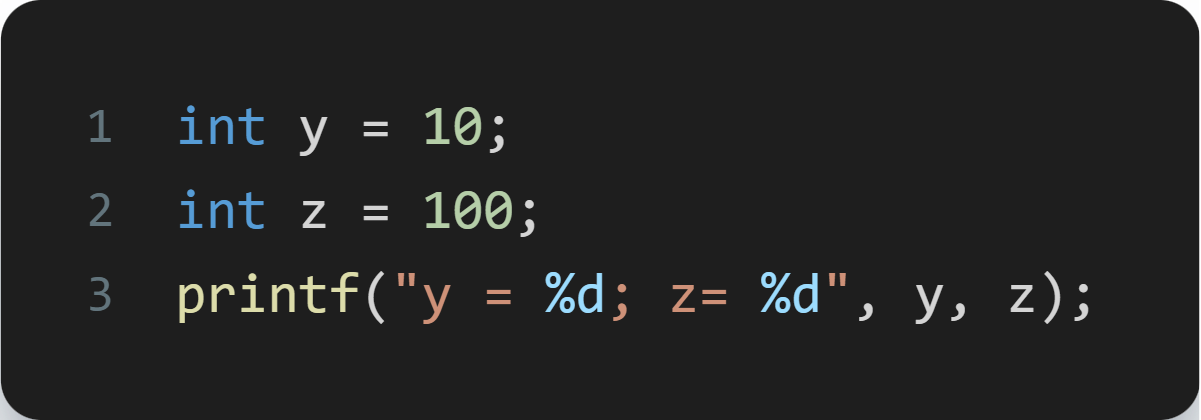 1 int y = 10;
2 int z = 100;
3 printf("y = %d; z= %d", y, z);